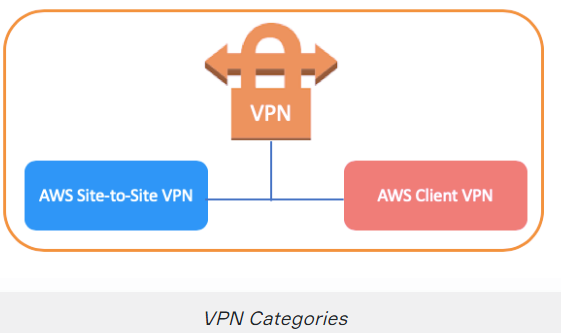 VPN
AWS Site-to-Site VPN
AWS Client VPN
VPN Categories